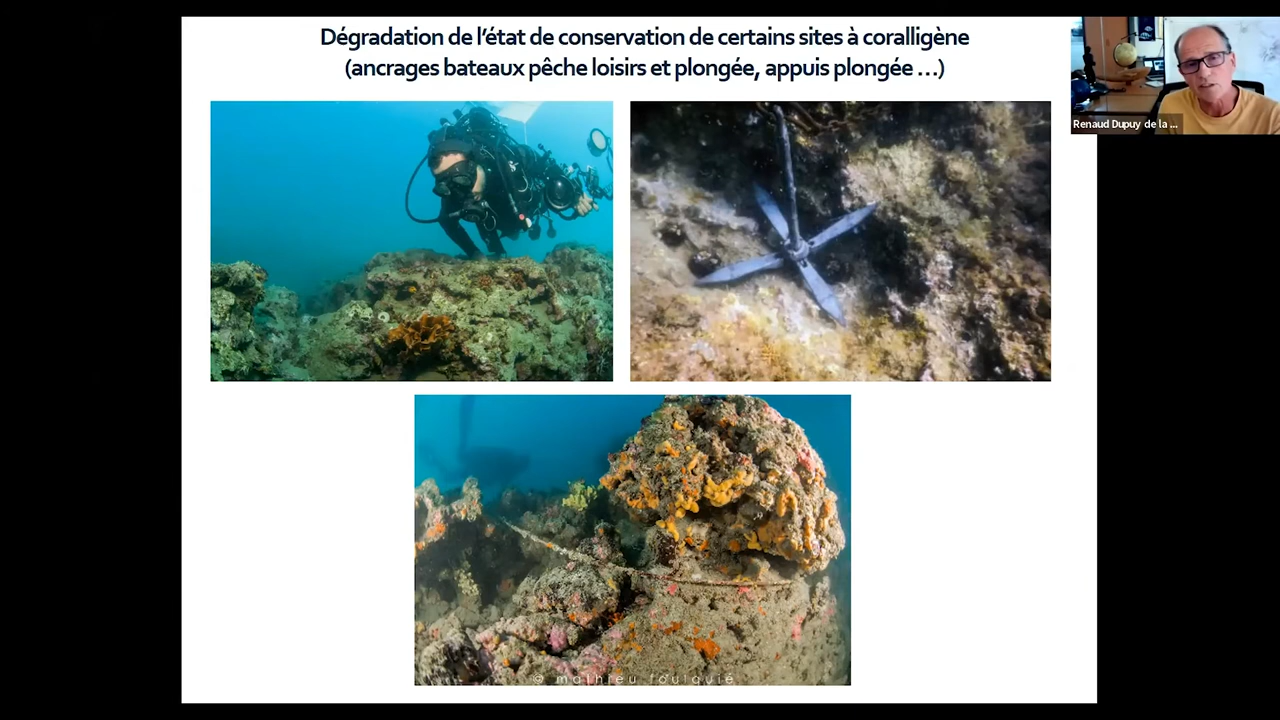 Dégradation de l'état de conservation de certains sites à coralligène
(ancrages bateaux pêche loisirs et plongée, appuis plongée …)
Renaud Dupuy de la ...
© mathieu foulquié